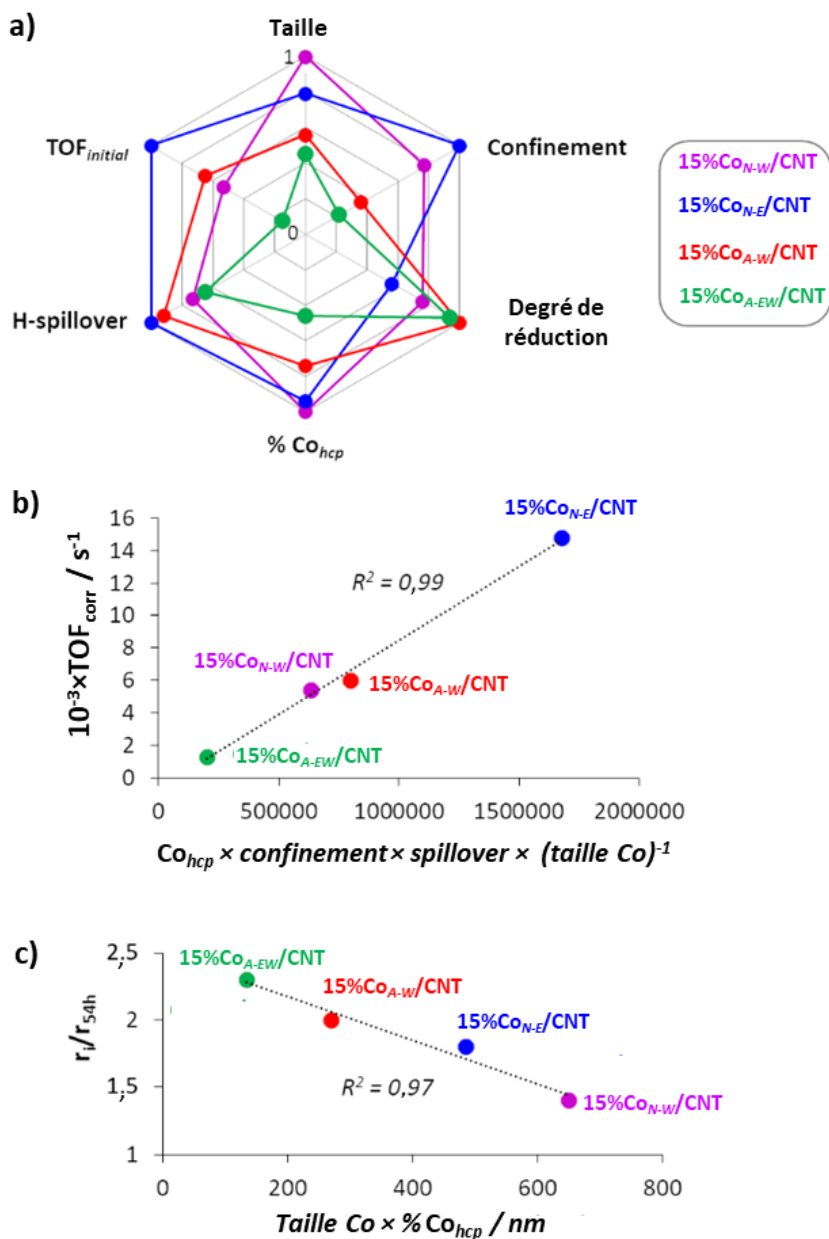 a)
Taille
1
TOFinitial
Confinement
0
H-spillover
Degré de
réduction
% Cohcp
15%CoN-W/CNT
15%CoN-E/CNT
15%CoA-W/CNT
15%CoA-EW/CNT
b)
10-3×TOFcorr / s-1
16
14
12
10
8
6
4
2
0
15%CoN-E/CNT
R2 = 0,99
15%CoN-W/CNT
15%CoA-W/CNT
15%CoA-EW/CNT
0 500000 1000000 1500000 2000000
Cohcp × confinement × spillover × (taille Co)-1
c)
ri/r54h
2,5
2
1,5
1
15%CoA-EW/CNT
15%CoA-W/CNT
15%CoN-E/CNT
R2 = 0,97
15%CoN-W/CNT
0 200 400 600 800
Taille Co × % Cohcp / nm